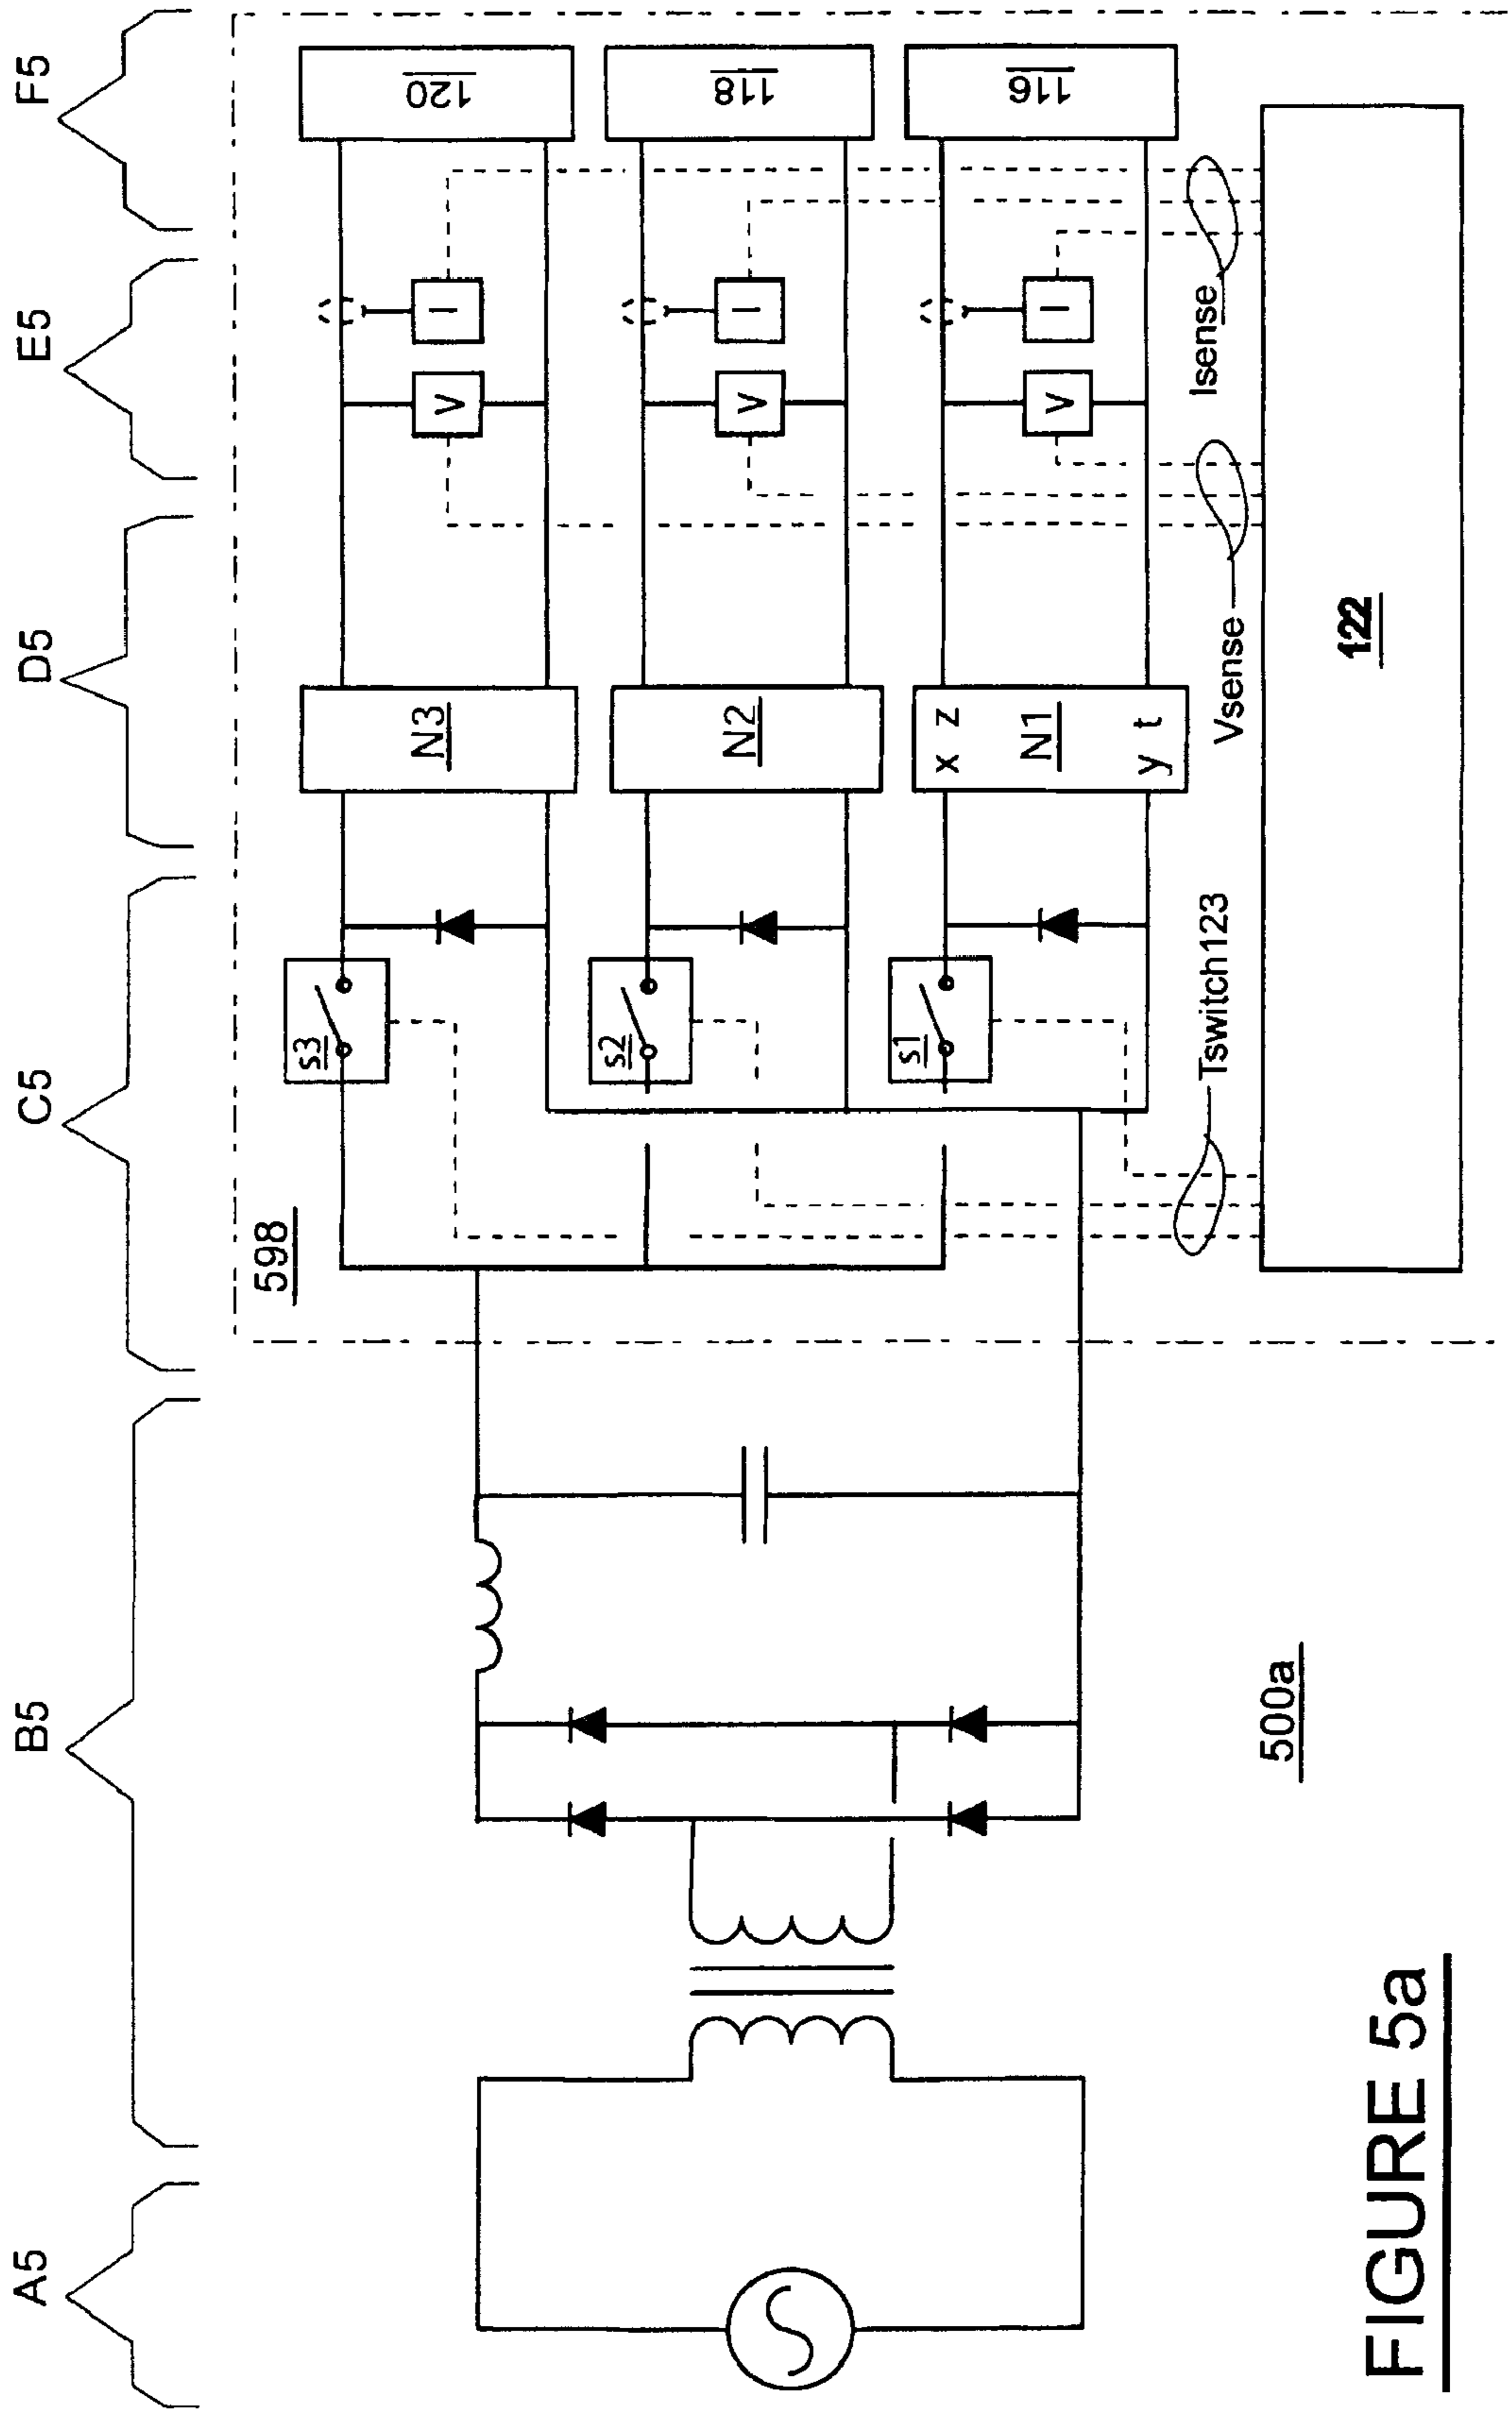 A5
B5
C5
D5
E5
F5
598
s3
N3
V
I
120
s2
N2
V
I
118
s1
x z
N1
y t
V
I
116
Tswitch123
Vsense
Isense
122
500a
FIGURE 5a